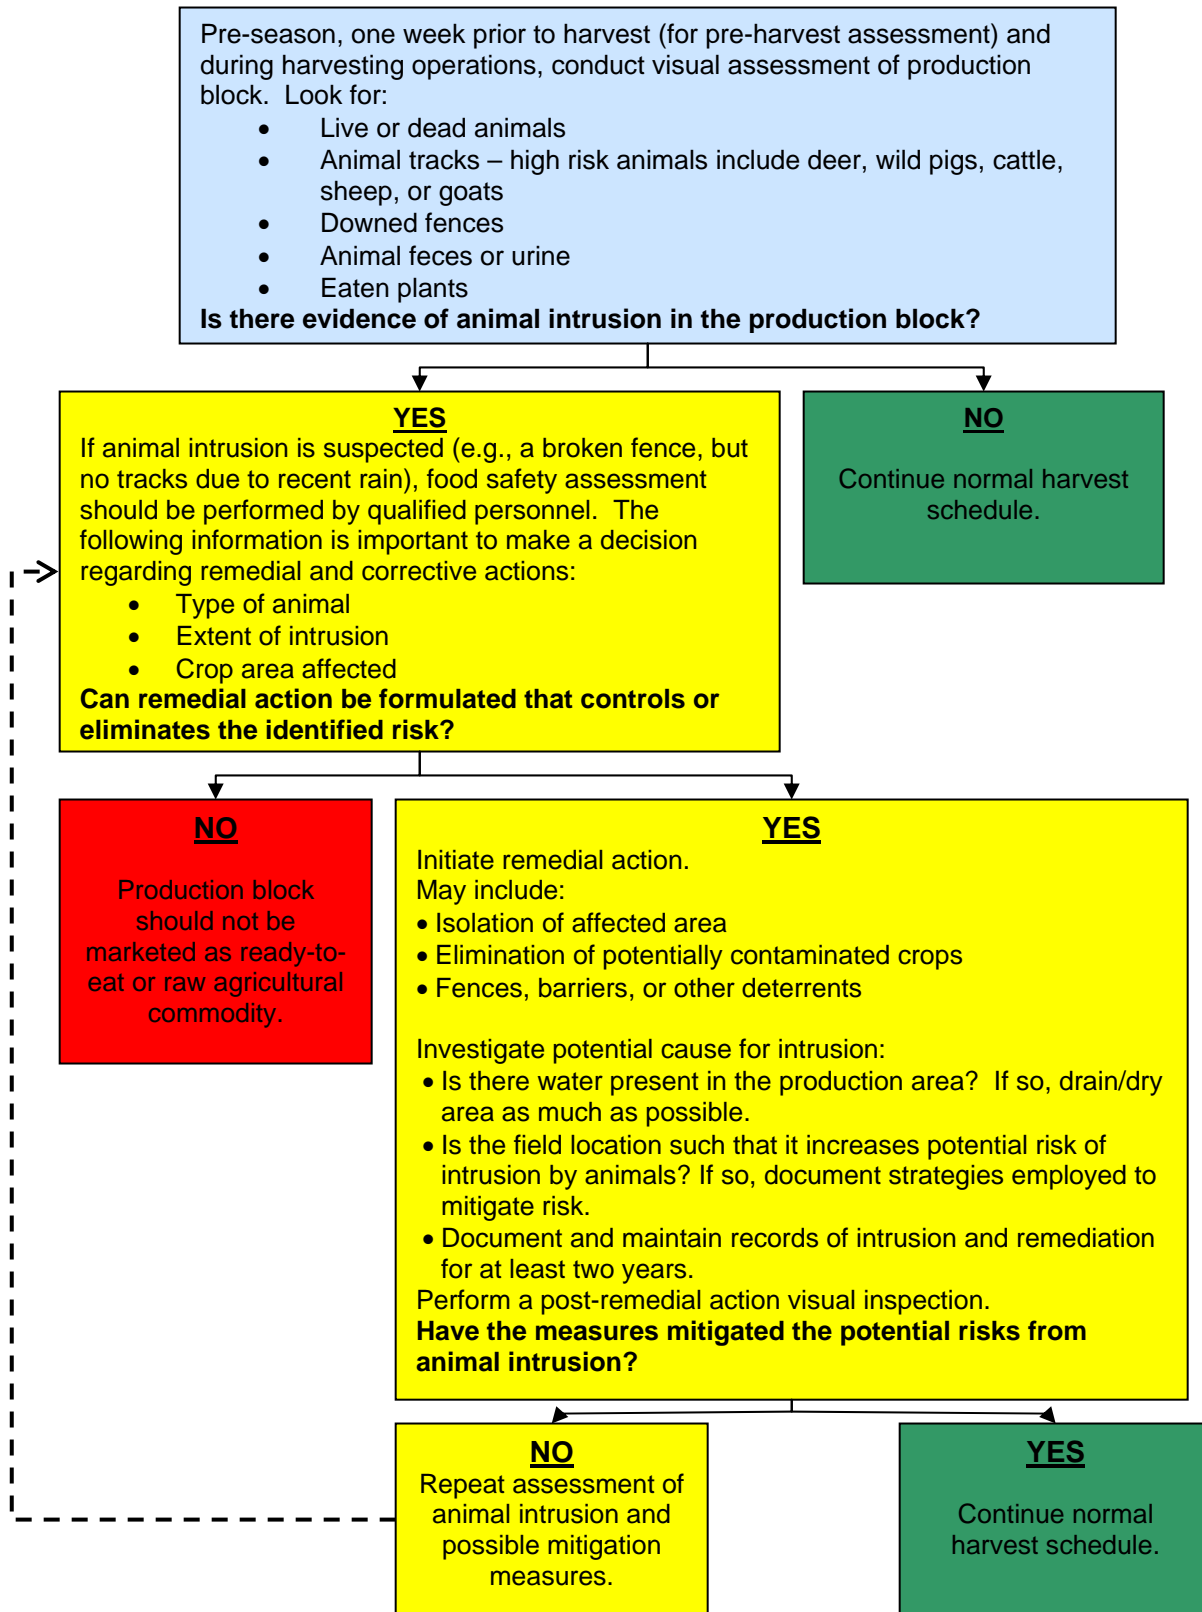 Pre-season, one week prior to harvest (for pre-harvest assessment) and
during harvesting operations, conduct visual assessment of production
block.  Look for:
• Live or dead animals
• Animal tracks – high risk animals include deer, wild pigs, cattle,
sheep, or goats
• Downed fences
• Animal feces or urine
• Eaten plants
Is there evidence of animal intrusion in the production block?
YES
If animal intrusion is suspected (e.g., a broken fence, but
no tracks due to recent rain), food safety assessment
should be performed by qualified personnel.  The
following information is important to make a decision
regarding remedial and corrective actions:
• Type of animal
• Extent of intrusion
• Crop area affected
Can remedial action be formulated that controls or
eliminates the identified risk?
NO
Continue normal harvest
schedule.
NO
Production block
should not be
marketed as ready-to-
eat or raw agricultural
commodity.
YES
Initiate remedial action.
May include:
• Isolation of affected area
• Elimination of potentially contaminated crops
• Fences, barriers, or other deterrents
Investigate potential cause for intrusion:
• Is there water present in the production area?  If so, drain/dry
area as much as possible.
• Is the field location such that it increases potential risk of
intrusion by animals? If so, document strategies employed to
mitigate risk.
• Document and maintain records of intrusion and remediation
for at least two years.
Perform a post-remedial action visual inspection.
Have the measures mitigated the potential risks from
animal intrusion?
NO
Repeat assessment of
animal intrusion and
possible mitigation
measures.
YES
Continue normal
harvest schedule.